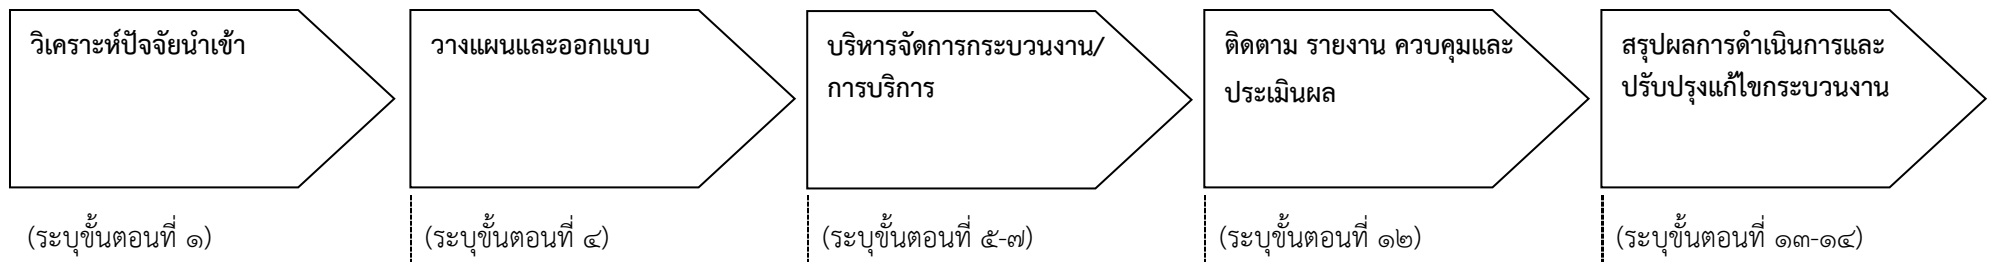 วิเคราะห์ปัจจัยนำเข้า
วางแผนและออกแบบ
บริหารจัดการกระบวนงาน/
การบริการ
ติดตาม รายงาน ควบคุมและ
ประเมินผล
สรุปผลการดำเนินการและ
ปรับปรุงแก้ไขกระบวนงาน
(ระบุขั้นตอนที่ ๑)
(ระบุขั้นตอนที่ ๔)
(ระบุขั้นตอนที่ ๕-๗)
(ระบุขั้นตอนที่ ๑๒)
(ระบุขั้นตอนที่ ๑๓-๑๔)